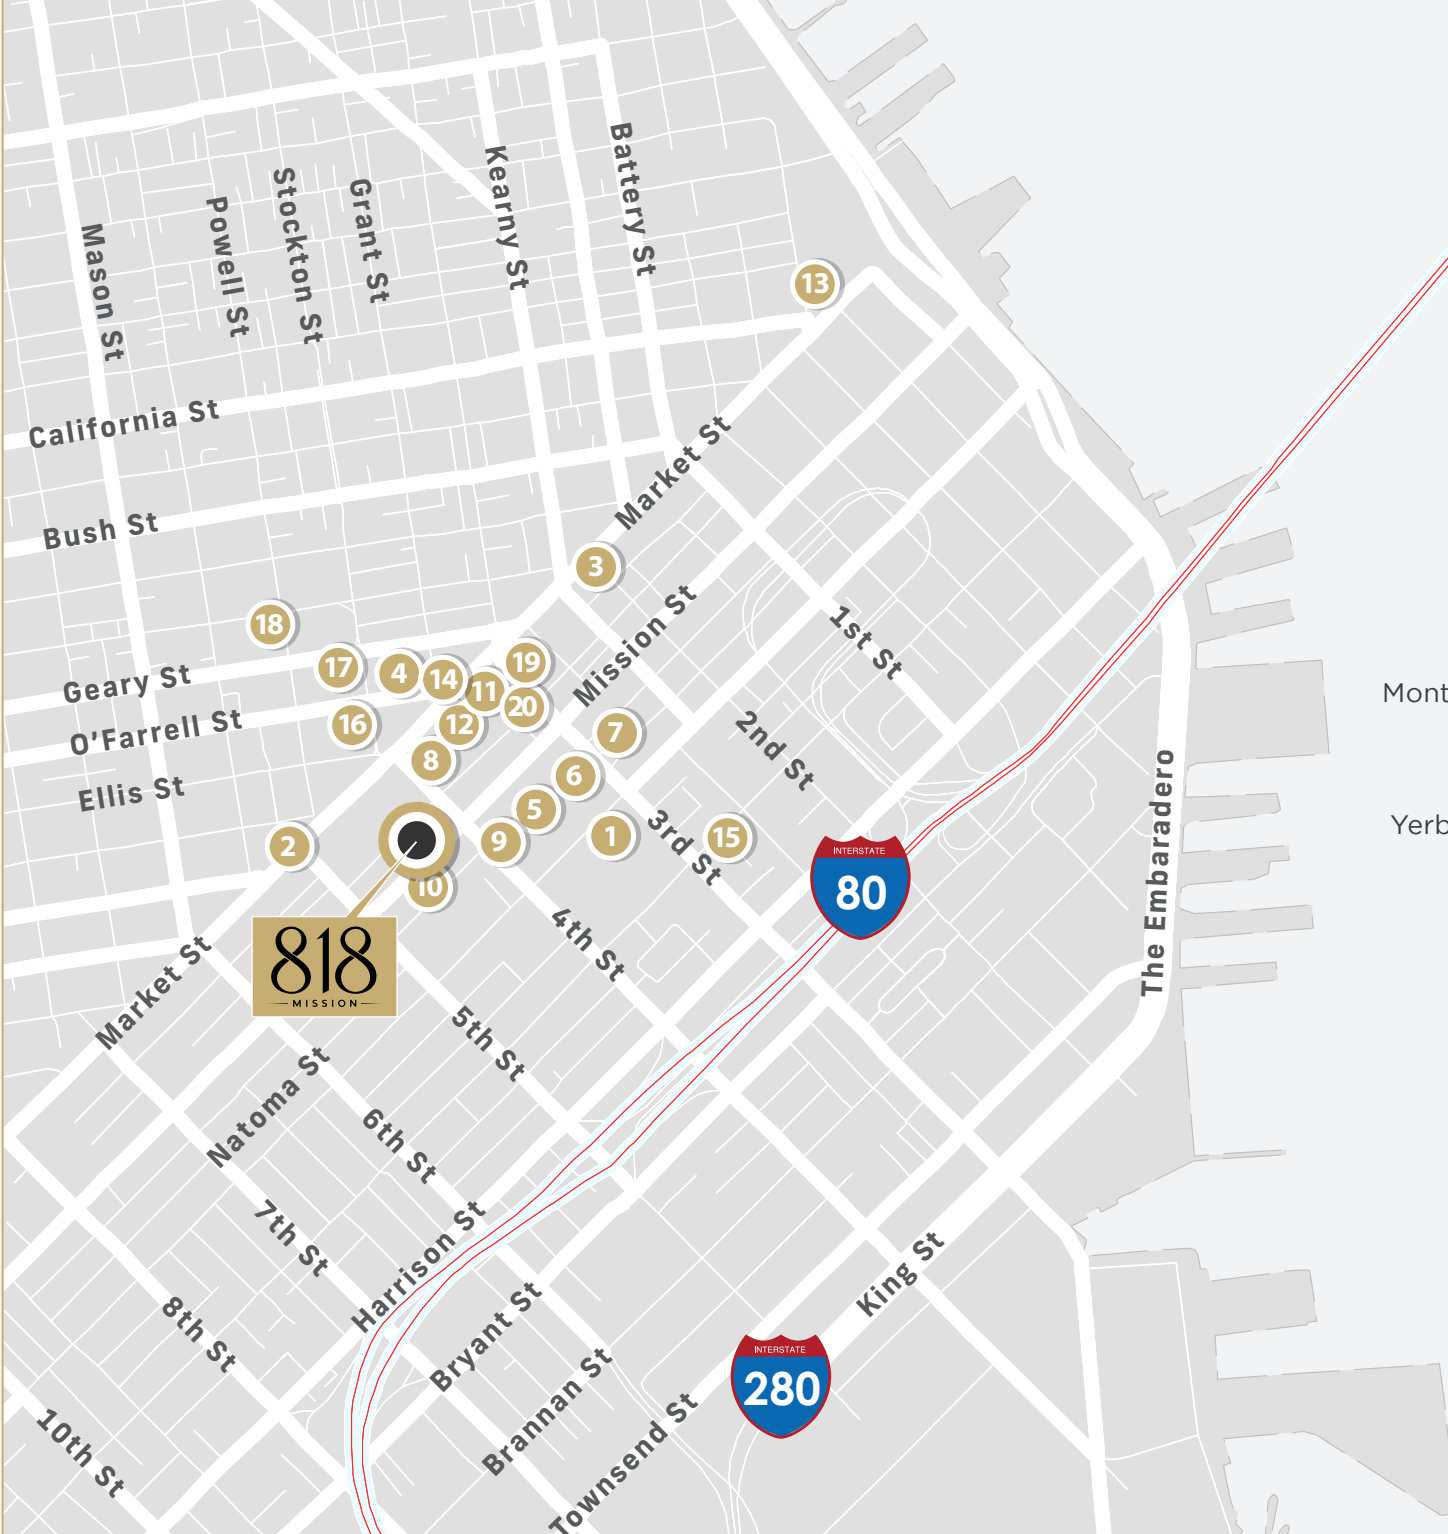 Battery St
Kearny St
Stockton St
Grant St
Powell St
Mason St
13
California St
Market St
Bush St
3
18
Mission St
1st St
Geary St
17
4
14
11
19
20
Mont
O'Farrell St
16
12
7
2nd St
8
6
Ellis St
5
The Embaradero
Yerb
2
9
1
3rd St
15
INTERSTATE
80
10
818
MISSION
4th St
Market St
5th St
Natoma St
6th St
7th St
Harrison St
King St
8th St
Bryant St
INTERSTATE
280
Brannan St
Townsend St
10th St